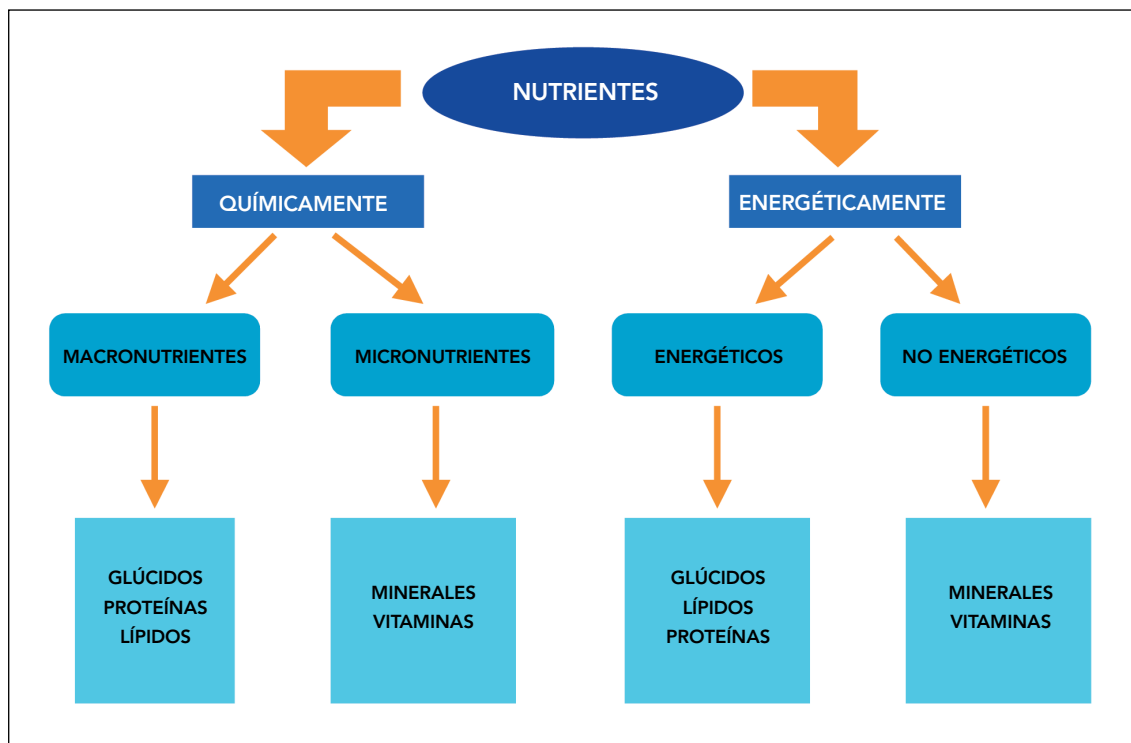 NUTRIENTES
QUÍMICAMENTE
ENERGÉTICAMENTE
MACRONUTRIENTES
MICRONUTRIENTES
ENERGÉTICOS
NO ENERGÉTICOS
GLÚCIDOS
PROTEÍNAS
LÍPIDOS
MINERALES
VITAMINAS
GLÚCIDOS
LÍPIDOS
PROTEÍNAS
MINERALES
VITAMINAS